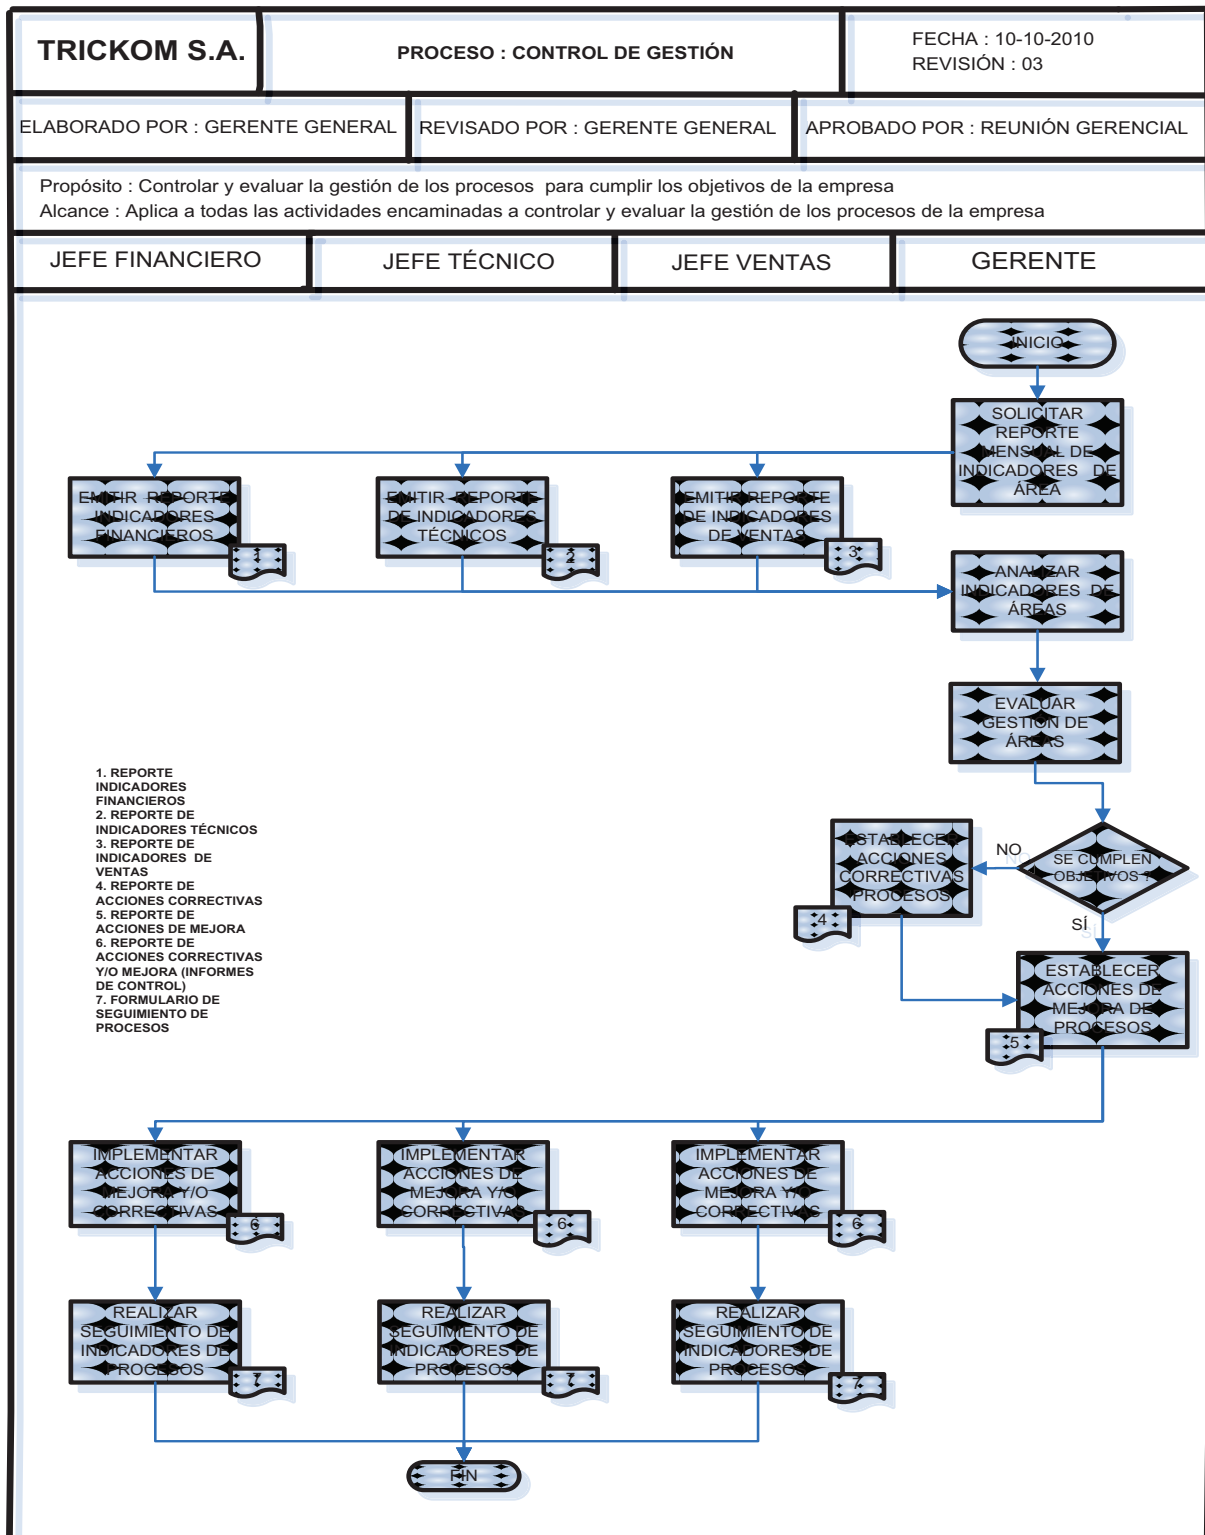 TRICKOM S.A.
PROCESO : CONTROL DE GESTIÓN
FECHA : 10-10-2010
REVISIÓN : 03
ELABORADO POR : GERENTE GENERAL
REVISADO POR : GERENTE GENERAL
APROBADO POR : REUNIÓN GERENCIAL
Propósito : Controlar y evaluar la gestión de los procesos para cumplir los objetivos de la empresa
Alcance : Aplica a todas las actividades encaminadas a controlar y evaluar la gestión de los procesos de la empresa
JEFE FINANCIERO
JEFE TÉCNICO
JEFE VENTAS
GERENTE
INICIO
SOLICITAR
REPORTE
MENSUAL DE
INDICADORES DE
ÁREA
EMITIR REPORTE
INDICADORES
FINANCIEROS
1
EMITIR REPORTE
DE INDICADORES
TÉCNICOS
2
EMITIR REPORTE
DE INDICADORES
DE VENTAS
3
ANALIZAR
INDICADORES DE
ÁREAS
EVALUAR
GESTIÓN DE
ÁREAS
SE CUMPLEN
OBJETIVOS ?
NO
SÍ
ESTABLECER
ACCIONES
CORRECTIVAS
PROCESOS
4
ESTABLECER
ACCIONES DE
MEJORA DE
PROCESOS
5
1. REPORTE
INDICADORES
FINANCIEROS
2. REPORTE DE
INDICADORES TÉCNICOS
3. REPORTE DE
INDICADORES DE
VENTAS
4. REPORTE DE
ACCIONES CORRECTIVAS
5. REPORTE DE
ACCIONES DE MEJORA
6. REPORTE DE
ACCIONES CORRECTIVAS
Y/O MEJORA (INFORMES
DE CONTROL)
7. FORMULARIO DE
SEGUIMIENTO DE
PROCESOS
IMPLEMENTAR
ACCIONES DE
MEJORA Y/O
CORRECTIVAS
6
IMPLEMENTAR
ACCIONES DE
MEJORA Y/O
CORRECTIVAS
6
IMPLEMENTAR
ACCIONES DE
MEJORA Y/O
CORRECTIVAS
6
REALIZAR
SEGUIMIENTO DE
INDICADORES DE
PROCESOS
7
REALIZAR
SEGUIMIENTO DE
INDICADORES DE
PROCESOS
7
REALIZAR
SEGUIMIENTO DE
INDICADORES DE
PROCESOS
7
FIN